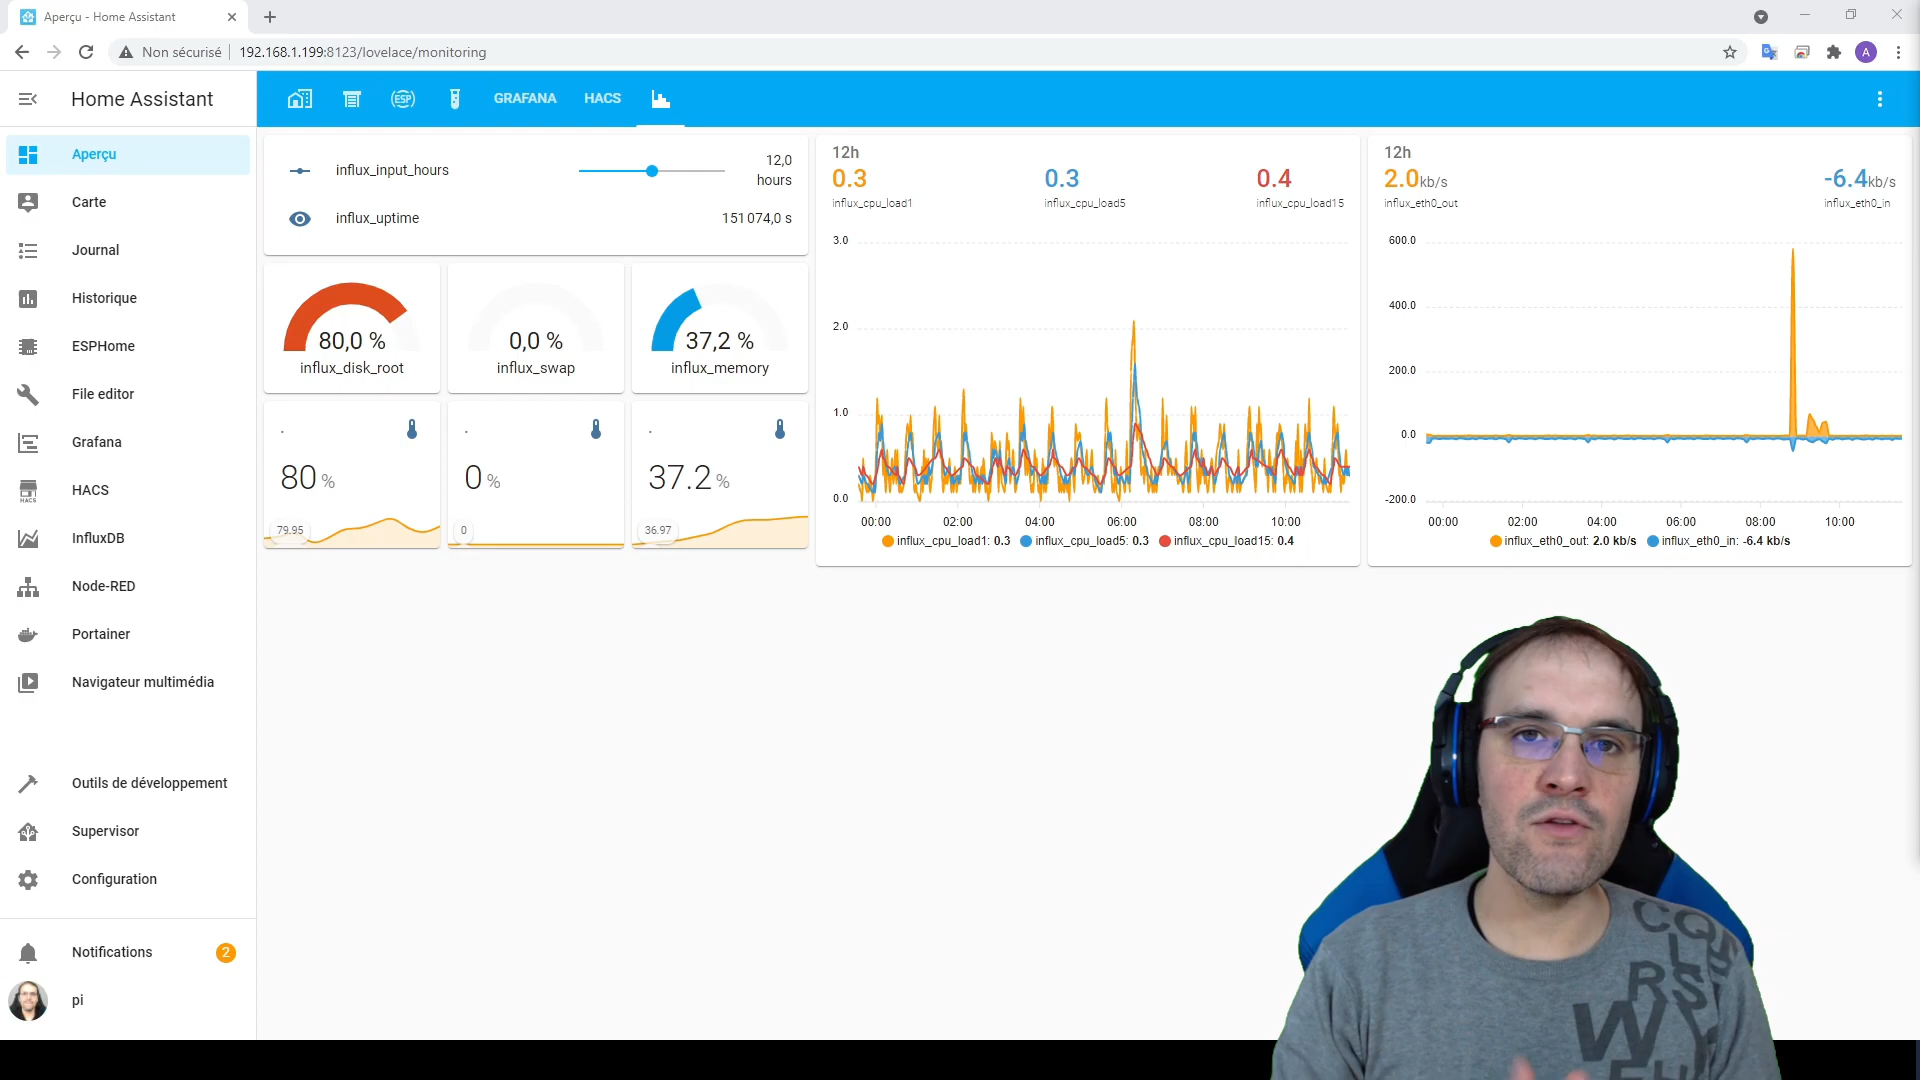 Aperçu - Home Assistant
Non sécurisé 192.168.1.199:8123/lovelace/monitoring
A
Home Assistant
ESP
GRAFANA
HACS
Aperçu
Carte
Journal
Historique
ESPHome
File editor
Grafana
HACS
HACS
InfluxDB
Node-RED
Portainer
Navigateur multimédia
Outils de développement
Supervisor
Configuration
Notifications 2
pi
influx_input_hours 12,0 hours
influx_uptime 151 074,0 s
80,0 %
influx_disk_root
0,0 %
influx_swap
37,2 %
influx_memory
80 %
79.95
0 %
0
37.2 %
36.97
12h
0.3 0.3 0.4
influx_cpu_load1 influx_cpu_load5 influx_cpu_load15
3.0
2.0
1.0
0.0
00:00 02:00 04:00 06:00 08:00 10:00
influx_cpu_load1: 0.3 influx_cpu_load5: 0.3 influx_cpu_load15: 0.4
12h
2.0kb/s -6.4kb/s
influx_eth0_out influx_eth0_in
600.0
400.0
200.0
0.0
-200.0
00:00 02:00 04:00 06:00 08:00 10:00
influx_eth0_out: 2.0 kb/s influx_eth0_in: -6.4 kb/s